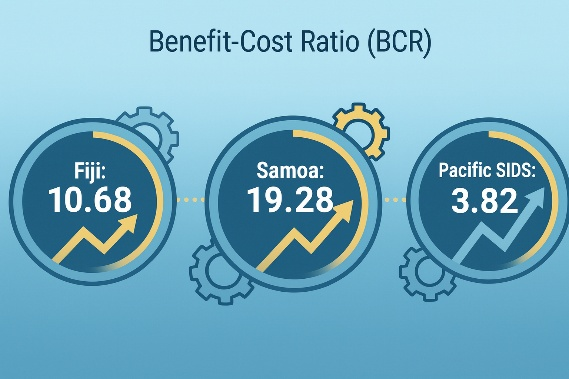 Benefit-Cost Ratio (BCR)
Fiji:
10.68
Samoa:
19.28
Pacific SIDS:
3.82